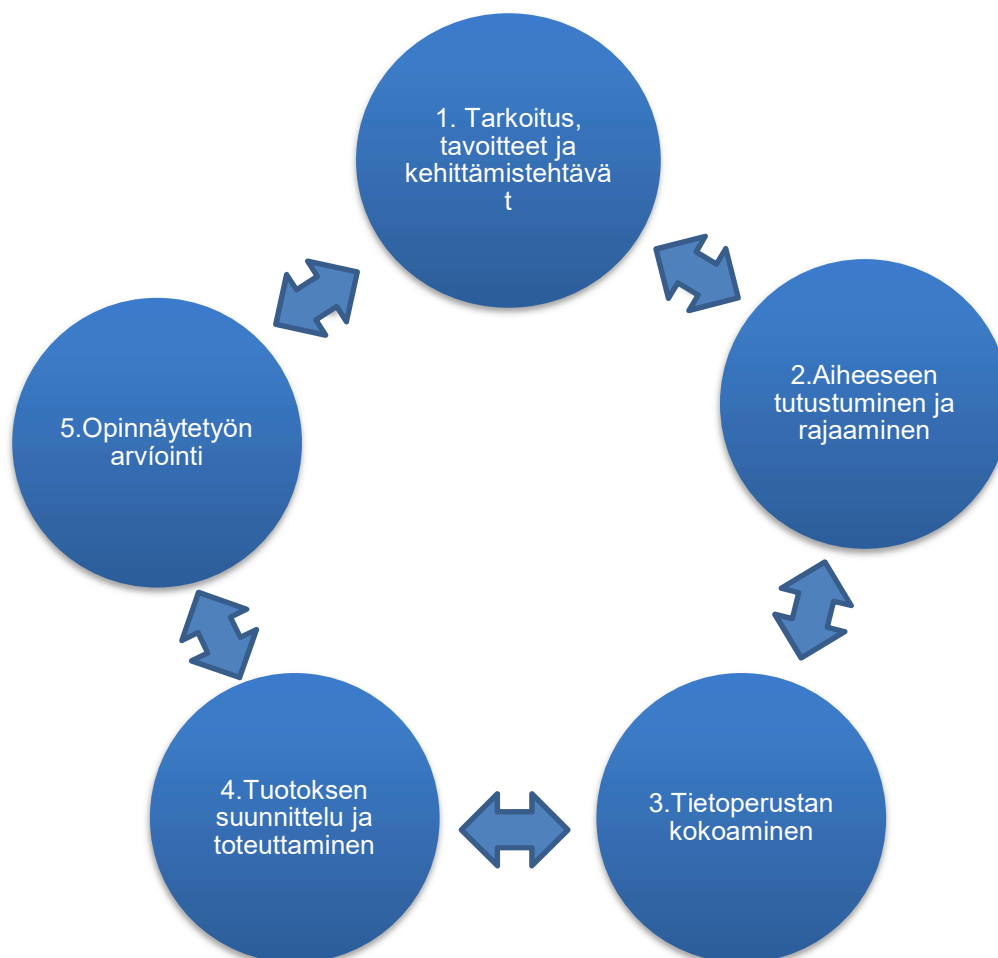 1. Tarkoitus,
tavoitteet ja
kehittämistehtävä
t
2.Aiheeseen
tutustuminen ja
rajaaminen
3.Tietoperustan
kokoaminen
4.Tuotoksen
suunnittelu ja
toteuttaminen
5.Opinnäytetyön
arvíointi